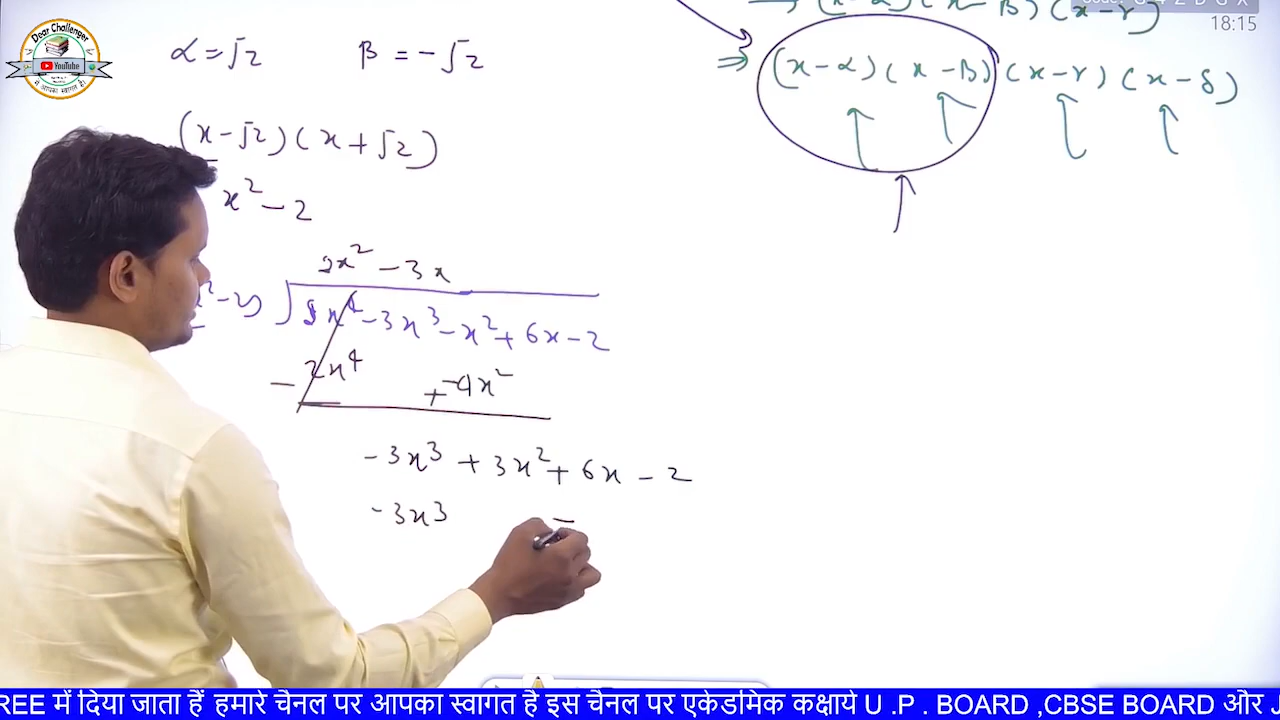 Dear Challenger
YouTube
में आपका स्वागत है!
18:15
⇒ (x-α)(x-β)(x-γ)
⇒ (x-α)(x-β)(x-γ)(x-δ)
α=√2 β=-√2
(x-√2)(x+√2)
x²-2
2x²-3x
x²-2) 2x⁴-3x³-x²+6x-2
- 2x⁴ +-4x²
-3x³+3x²+6x-2
-3x3 -
REE में दिया जाता हैं हमारे चैनल पर आपका स्वागत है इस चैनल पर एकेडमिक कक्षायें U .P . BOARD ,CBSE BOARD और J